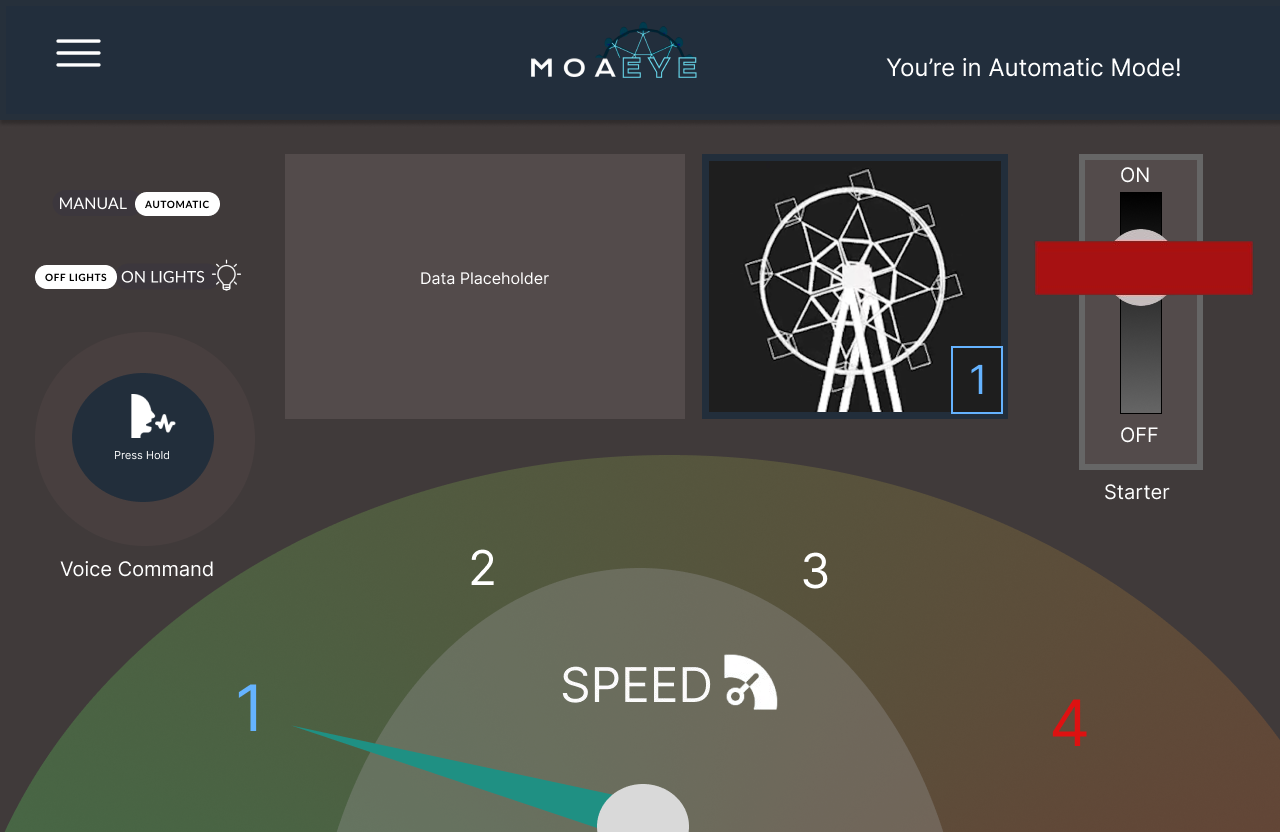 MOAEYE
You're in Automatic Mode!
MANUAL AUTOMATIC
OFF LIGHTS ON LIGHTS
Press Hold
Voice Command
Data Placeholder
1
ON
OFF
Starter
1
2
3
4
SPEED